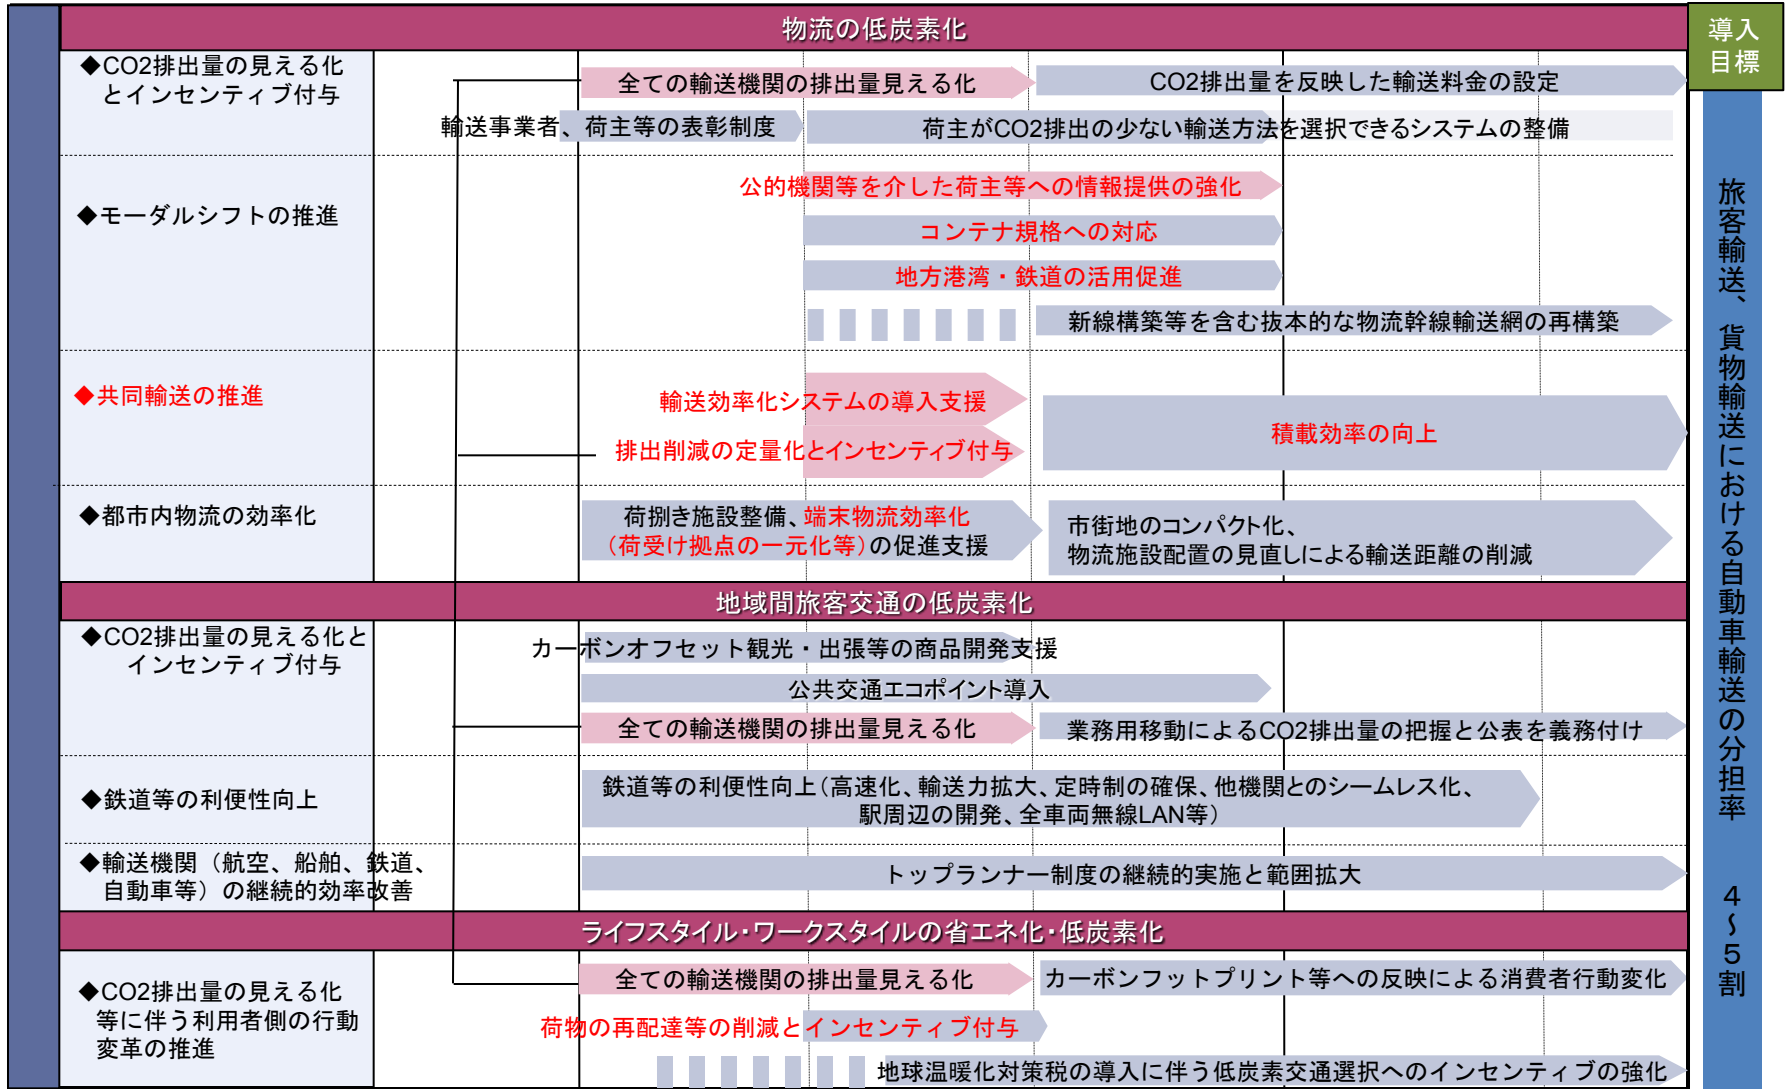 物流の低炭素化
導入
目標
◆CO2排出量の見える化
とインセンティブ付与
全ての輸送機関の排出量見える化
CO2排出量を反映した輸送料金の設定
輸送事業者、荷主等の表彰制度
荷主がCO2排出の少ない輸送方法を選択できるシステムの整備
◆モーダルシフトの推進
公的機関等を介した荷主等への情報提供の強化
コンテナ規格への対応
地方港湾・鉄道の活用促進
新線構築等を含む抜本的な物流幹線輸送網の再構築
◆共同輸送の推進
輸送効率化システムの導入支援
排出削減の定量化とインセンティブ付与
積載効率の向上
◆都市内物流の効率化
荷捌き施設整備、端末物流効率化
（荷受け拠点の一元化等）の促進支援
市街地のコンパクト化、
物流施設配置の見直しによる輸送距離の削減
地域間旅客交通の低炭素化
◆CO2排出量の見える化と
インセンティブ付与
カーボンオフセット観光・出張等の商品開発支援
公共交通エコポイント導入
全ての輸送機関の排出量見える化
業務用移動によるCO2排出量の把握と公表を義務付け
◆鉄道等の利便性向上
鉄道等の利便性向上（高速化、輸送力拡大、定時制の確保、他機関とのシームレス化、
駅周辺の開発、全車両無線LAN等）
◆輸送機関（航空、船舶、鉄道、
自動車等）の継続的効率改善
トップランナー制度の継続的実施と範囲拡大
ライフスタイル・ワークスタイルの省エネ化・低炭素化
◆CO2排出量の見える化
等に伴う利用者側の行動
変革の推進
全ての輸送機関の排出量見える化
カーボンフットプリント等への反映による消費者行動変化
荷物の再配達等の削減とインセンティブ付与
地球温暖化対策税の導入に伴う低炭素交通選択へのインセンティブの強化
旅客輸送、貨物輸送における自動車輸送の分担率　４～５割